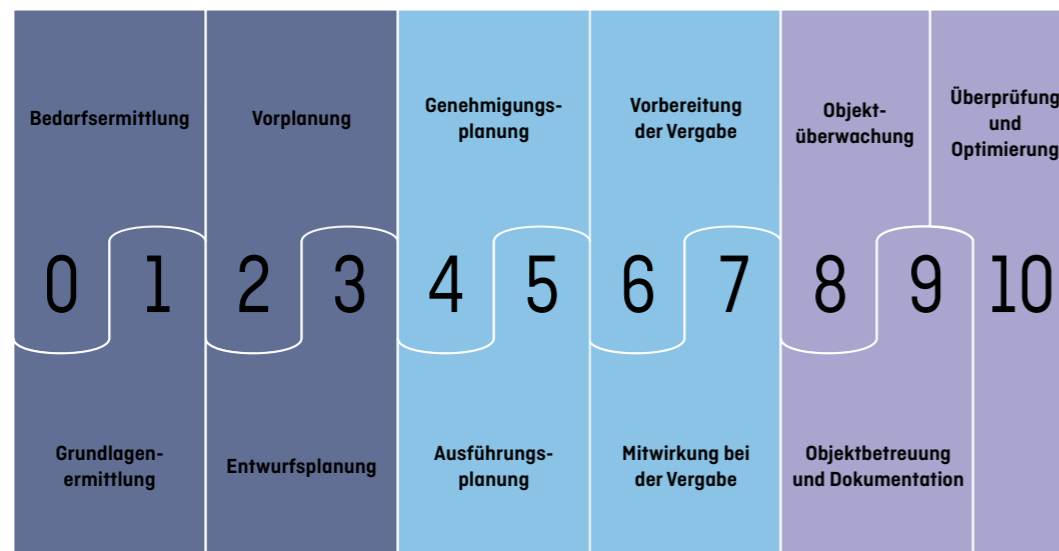 Bedarfsermittlung
Vorplanung
Genehmigungs-
planung
Vorbereitung
der Vergabe
Objekt-
überwachung
Überprüfung
und
Optimierung
0 1 2 3 4 5 6 7 8 9 10
Grundlagen-
ermittlung
Entwurfsplanung
Ausführungs-
planung
Mitwirkung bei
der Vergabe
Objektbetreuung
und Dokumentation